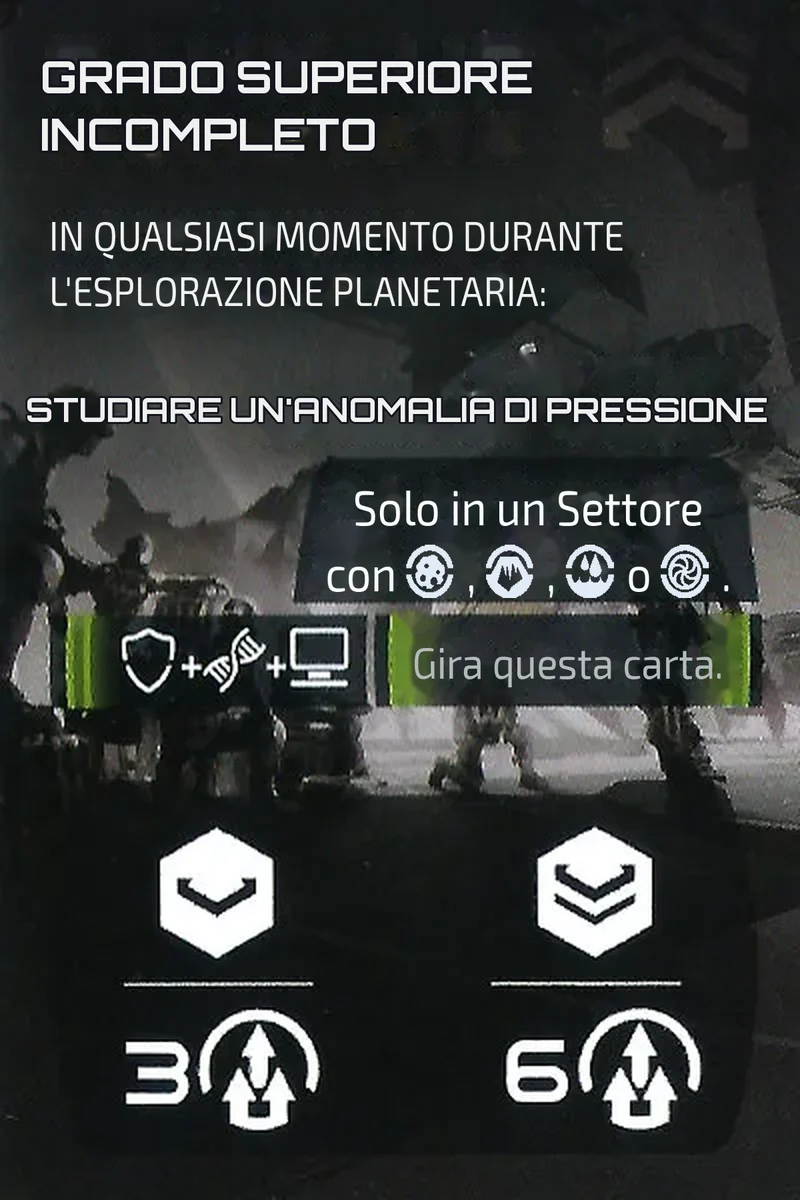 GRADO SUPERIORE
INCOMPLETO
IN QUALSIASI MOMENTO DURANTE
L'ESPLORAZIONE PLANETARIA:
STUDIARE UN'ANOMALIA DI PRESSIONE
Solo in un Settore
con , , o .
++
Gira questa carta.
3
6